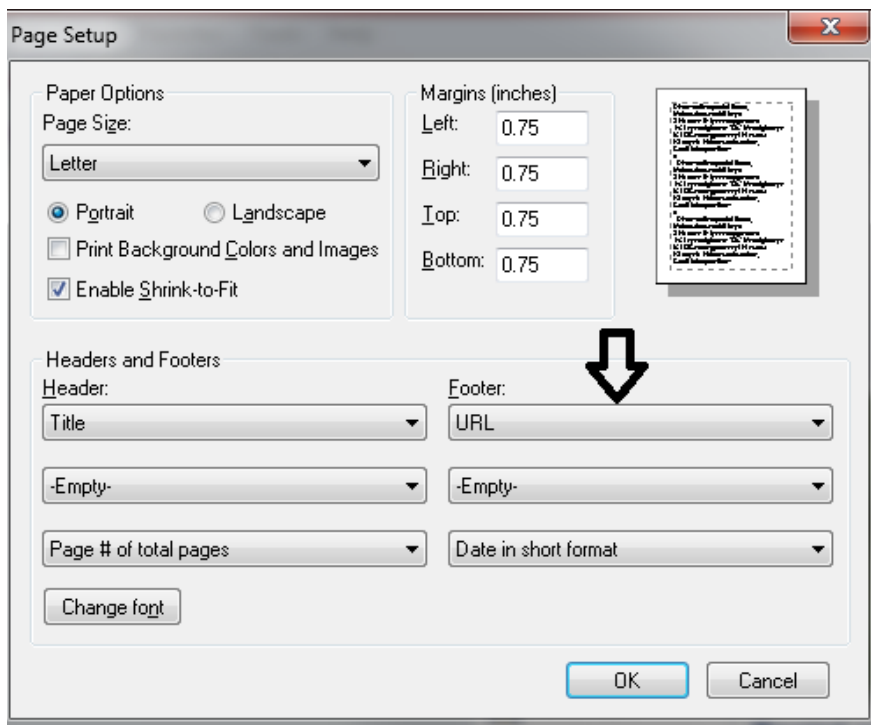 Page Setup
Paper Options
Page Size:
Letter
Portrait
Landscape
Print Background Colors and Images
Enable Shrink-to-Fit
Margins (inches)
Left: 0.75
Right: 0.75
Top: 0.75
Bottom: 0.75
Headers and Footers
Header:
Footer:
Title
URL
-Empty-
-Empty-
Page # of total pages
Date in short format
Change font
OK
Cancel